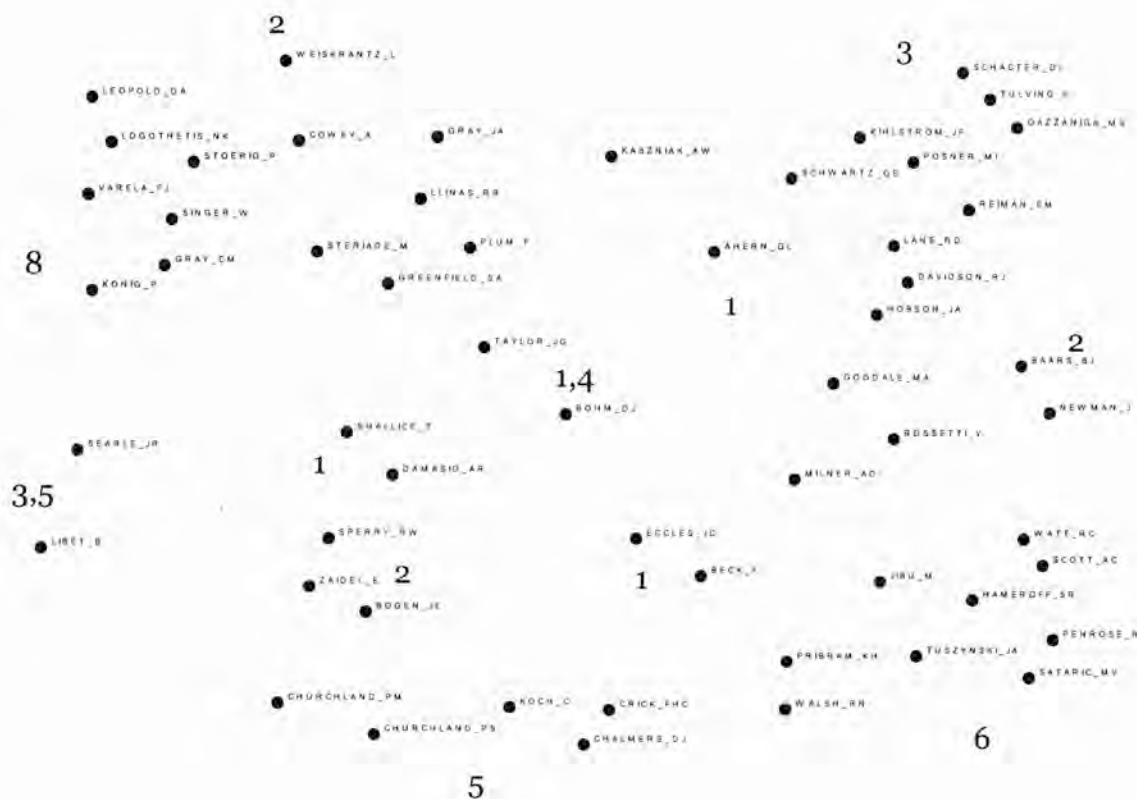 2
WEISKRANTZ_L
3
SCHACTER_DL
LEOPOLD_DA
TULVING_E
GAZZANIGA_MS
LOGOTHETIS_NK
COWEY_A
GRAY_JA
KIHLSTROM_JF
STOERIG_P
KASZNIAK_AW
POSNER_MI
SCHWARTZ_GE
VARELA_FJ
LLINAS_RR
REIMAN_EM
SINGER_W
8
STERIADE_M
PLUM_F
AHERN_GL
LANE_RD
GRAY_CM
KONIG_P
GREENFIELD_SA
DAVIDSON_RJ
1
HOBSON_JA
TAYLOR_JG
2
BAARS_BJ
1,4
GOODALE_MA
BOHM_DJ
NEWMAN_J
SHALLICE_T
ROSSETTI_Y
SEARLE_JR
1
DAMASIO_AR
MILNER_AD
3,5
LIBET_B
SPERRY_RW
ECCLES_JC
WATT_RC
SCOTT_AC
ZAIDEL_E
2
1
BECK_F
JIBU_M
BOGEN_JE
HAMEROFF_SR
PENROSE_R
PRIBRAM_KH
TUSZYNSKI_JA
SATARIC_MV
CHURCHLAND_PM
KOCH_C
CRICK_FHC
WALSH_RN
CHURCHLAND_PS
CHALMERS_DJ
6
5